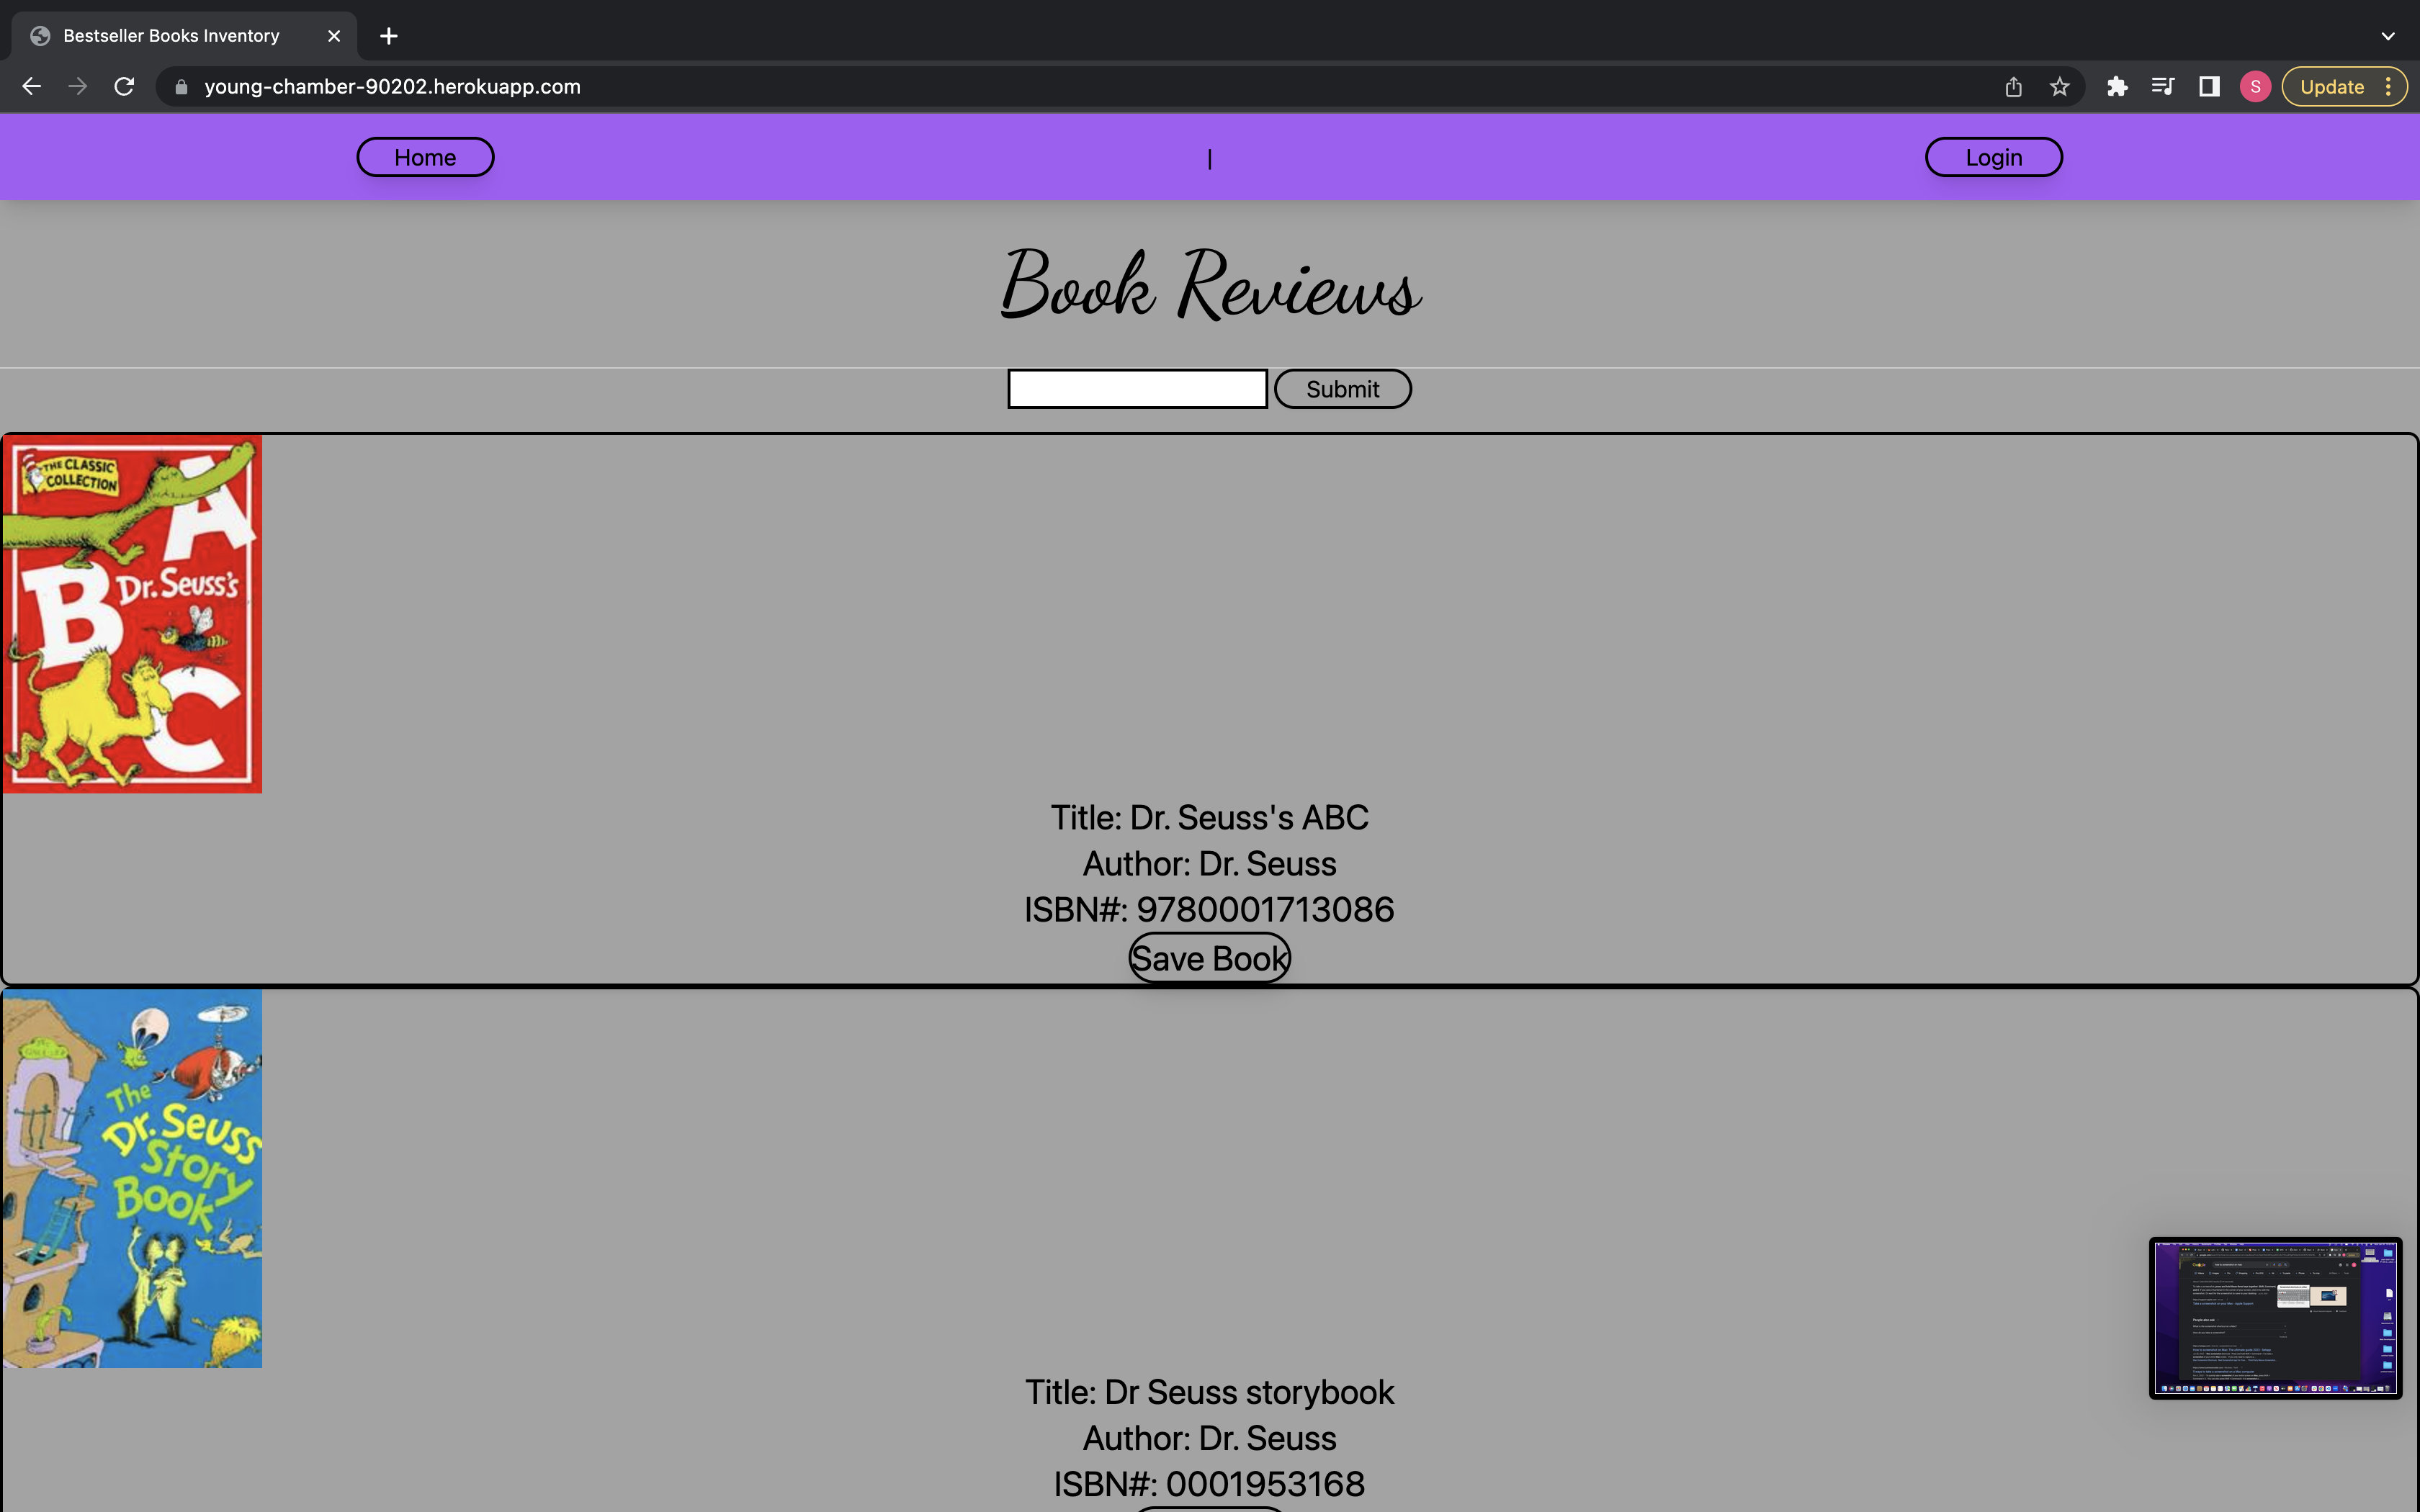 Bestseller Books Inventory
young-chamber-90202.herokuapp.com
S
Update
Home
|
Login
Book Reviews
Submit
THE CLASSIC
COLLECTION
A
B
Dr. Seuss's
C
Title: Dr. Seuss's ABC
Author: Dr. Seuss
ISBN#: 9780001713086
Save Book
The
Dr. Seuss
Story
Book
Title: Dr Seuss storybook
Author: Dr. Seuss
ISBN#: 0001953168